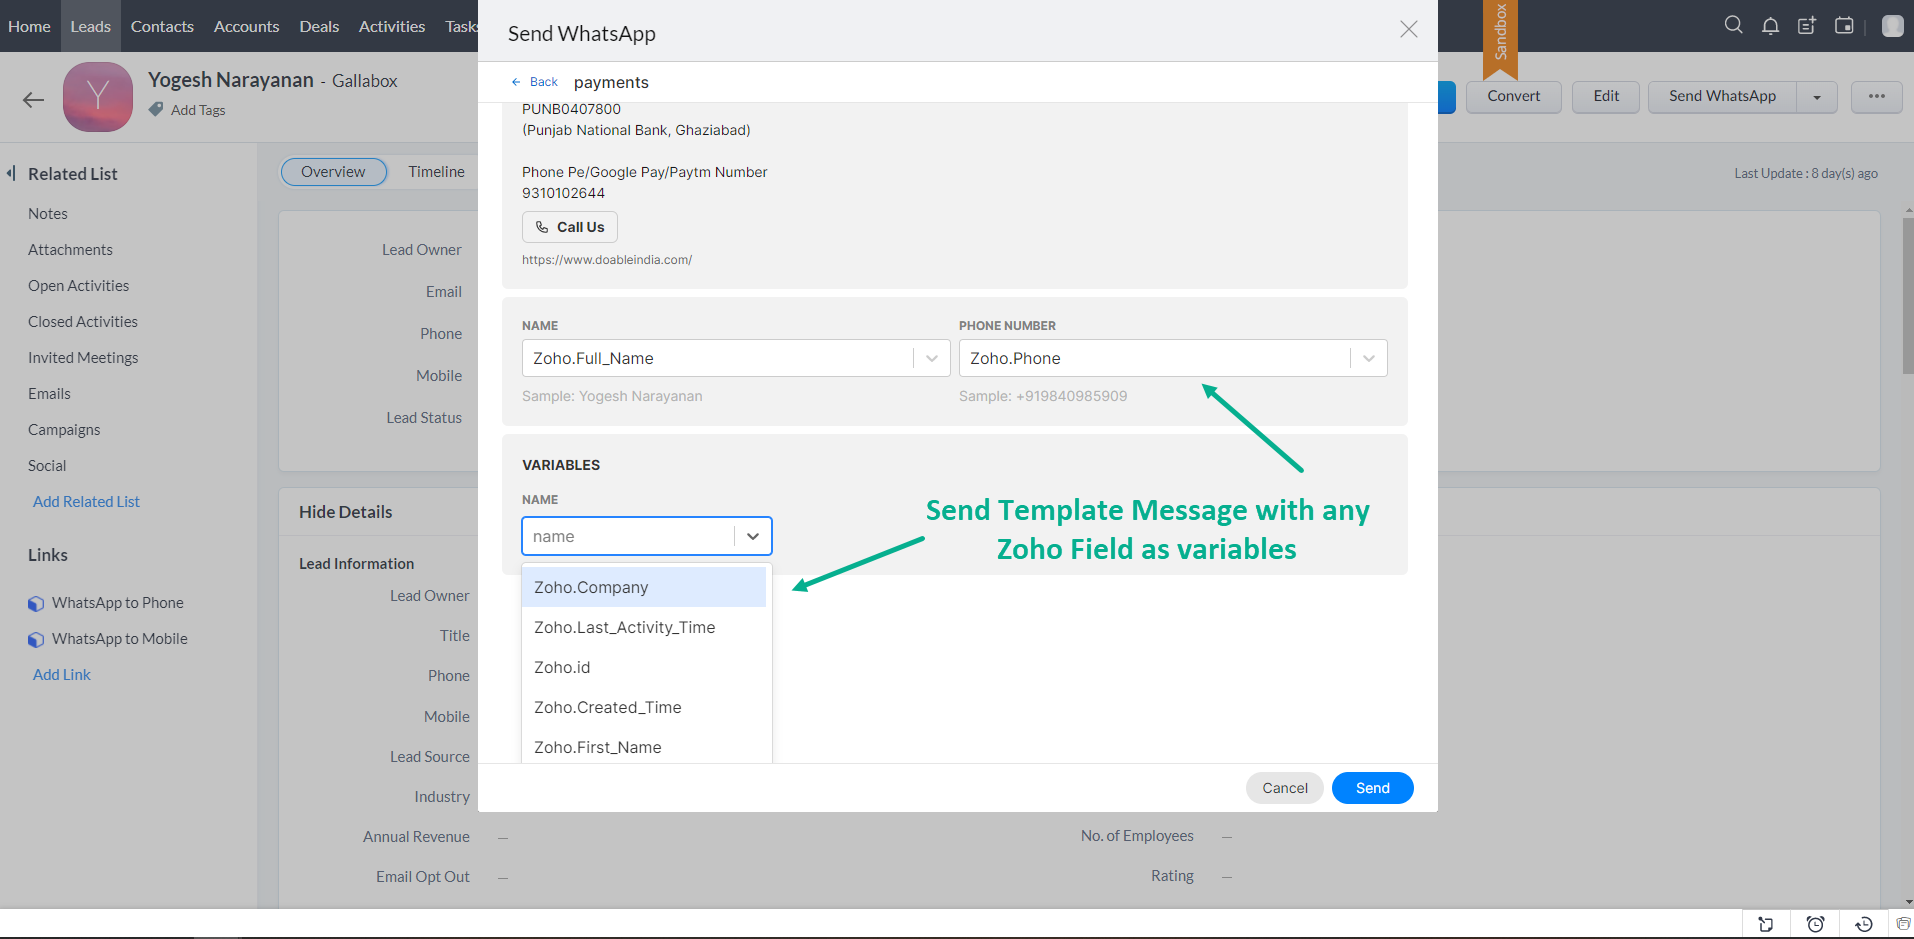 Home Leads Contacts Accounts Deals Activities Tasks
Send WhatsApp
Sandbox
Y
Yogesh Narayanan - Gallabox
Add Tags
Back payments
Convert Edit Send WhatsApp
Related List
Notes
Attachments
Open Activities
Closed Activities
Invited Meetings
Emails
Campaigns
Social
Add Related List
Links
WhatsApp to Phone
WhatsApp to Mobile
Add Link
Overview Timeline
Last Update : 8 day(s) ago
Lead Owner
Email
Phone
Mobile
Lead Status
Hide Details
Lead Information
Lead Owner
Title
Phone
Mobile
Lead Source
Industry
Annual Revenue —
Email Opt Out —
No. of Employees —
Rating —
PUNB0407800
(Punjab National Bank, Ghaziabad)
Phone Pe/Google Pay/Paytm Number
9310102644
Call Us
https://www.doableindia.com/
NAME PHONE NUMBER
Zoho.Full_Name Zoho.Phone
Sample: Yogesh Narayanan Sample: +919840985909
VARIABLES
NAME
name
Zoho.Company
Zoho.Last_Activity_Time
Zoho.id
Zoho.Created_Time
Zoho.First_Name
Send Template Message with any
Zoho Field as variables
Cancel Send